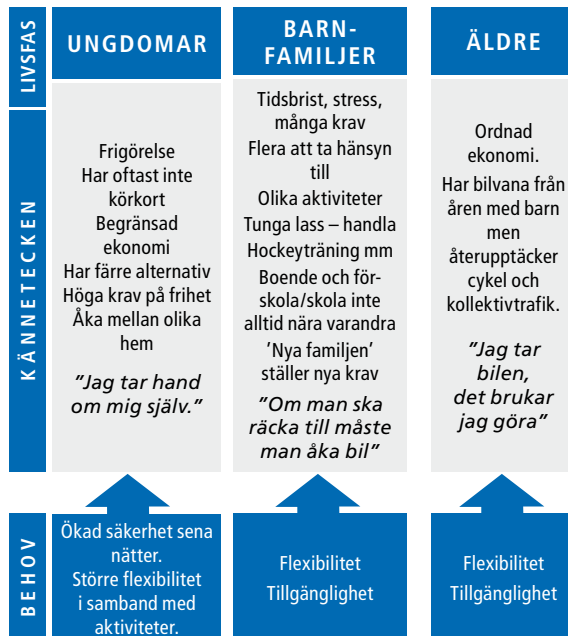 LIVSFAS
UNGDOMAR
BARN-
FAMILJER
ÄLDRE
KÄNNETECKEN
Frigörelse
Har oftast inte
körkort
Begränsad
ekonomi
Har färre alternativ
Höga krav på frihet
Åka mellan olika
hem
"Jag tar hand
om mig själv."
Tidsbrist, stress,
många krav
Flera att ta hänsyn
till
Olika aktiviteter
Tunga lass – handla
Hockeyträning mm
Boende och för-
skola/skola inte
alltid nära varandra
'Nya familjen'
ställer nya krav
"Om man ska
räcka till måste
man åka bil"
Ordnad
ekonomi.
Har bilvana från
åren med barn
men
återupptäcker
cykel och
kollektivtrafik.
"Jag tar
bilen,
det brukar
jag göra"
BEHOV
Ökad säkerhet sena
nätter.
Större flexibilitet
i samband med
aktiviteter.
Flexibilitet
Tillgänglighet
Flexibilitet
Tillgänglighet